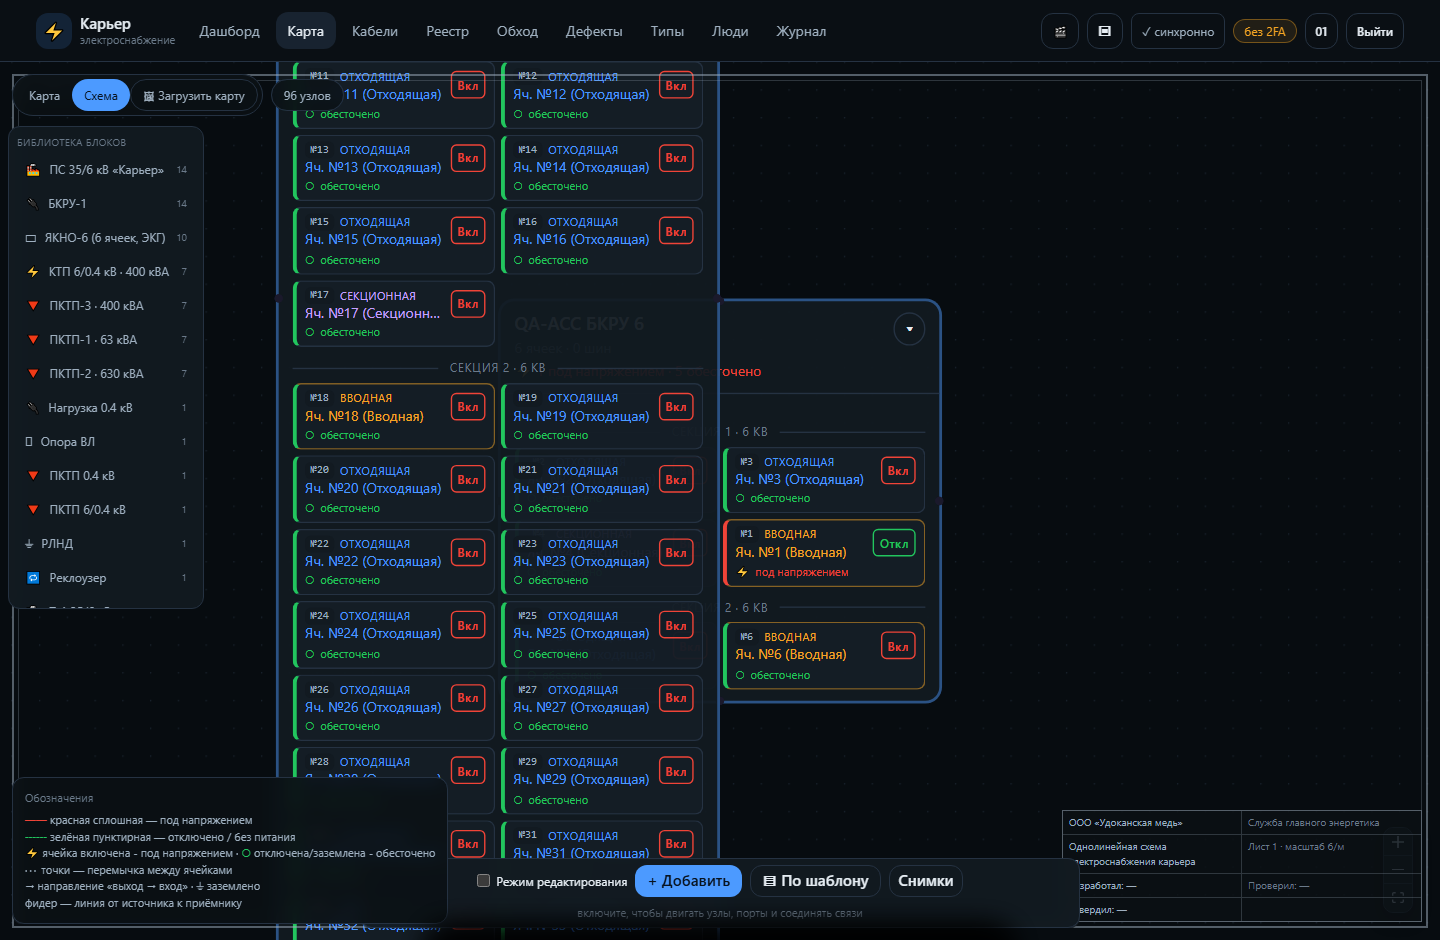 Карьер
электроснабжение
Дашборд Карта Кабели Реестр Обход Дефекты Типы Люди Журнал
✓ синхронно
без 2FA
01
Выйти
Карта Схема Загрузить карту 96 узлов
БИБЛИОТЕКА БЛОКОВ
ПС 35/6 кВ «Карьер» 14
БКРУ-1 14
ЯКНО-6 (6 ячеек, ЭКГ) 10
КТП 6/0.4 кВ · 400 кВА 7
ПКТП-3 · 400 кВА 7
ПКТП-1 · 63 кВА 7
ПКТП-2 · 630 кВА 7
Нагрузка 0.4 кВ 1
Опора ВЛ 1
ПКТП 0.4 кВ 1
ПКТП 6/0.4 кВ 1
РЛНД 1
Реклоузер 1
№11 ОТХОДЯЩАЯ Вкл
11 (Отходящая)
обесточено
№12 ОТХОДЯЩАЯ Вкл
Яч. №12 (Отходящая)
обесточено
№13 ОТХОДЯЩАЯ Вкл
Яч. №13 (Отходящая)
обесточено
№14 ОТХОДЯЩАЯ Вкл
Яч. №14 (Отходящая)
обесточено
№15 ОТХОДЯЩАЯ Вкл
Яч. №15 (Отходящая)
обесточено
№16 ОТХОДЯЩАЯ Вкл
Яч. №16 (Отходящая)
обесточено
№17 СЕКЦИОННАЯ Вкл
Яч. №17 (Секционн...
обесточено
СЕКЦИЯ 2 · 6 КВ
№18 ВВОДНАЯ Вкл
Яч. №18 (Вводная)
обесточено
№19 ОТХОДЯЩАЯ Вкл
Яч. №19 (Отходящая)
обесточено
№20 ОТХОДЯЩАЯ Вкл
Яч. №20 (Отходящая)
обесточено
№21 ОТХОДЯЩАЯ Вкл
Яч. №21 (Отходящая)
обесточено
№22 ОТХОДЯЩАЯ Вкл
Яч. №22 (Отходящая)
обесточено
№23 ОТХОДЯЩАЯ Вкл
Яч. №23 (Отходящая)
обесточено
№24 ОТХОДЯЩАЯ Вкл
Яч. №24 (Отходящая)
обесточено
№25 ОТХОДЯЩАЯ Вкл
Яч. №25 (Отходящая)
обесточено
№26 ОТХОДЯЩАЯ Вкл
Яч. №26 (Отходящая)
обесточено
№27 ОТХОДЯЩАЯ Вкл
Яч. №27 (Отходящая)
обесточено
№28 ОТХОДЯЩАЯ Вкл
№29 ОТХОДЯЩАЯ Вкл
Яч. №29 (Отходящая)
обесточено
Вкл
№31 ОТХОДЯЩАЯ Вкл
Яч. №31 (Отходящая)
QA-ACC БКРУ 6
точено
1 · 6 КВ
№3 ОТХОДЯЩАЯ Вкл
Яч. №3 (Отходящая)
обесточено
№1 ВВОДНАЯ Откл
Яч. №1 (Вводная)
под напряжением
2 · 6 КВ
№6 ВВОДНАЯ Вкл
Яч. №6 (Вводная)
обесточено
Обозначения
—— красная сплошная — под напряжением
------ зелёная пунктирная — отключено / без питания
⚡ ячейка включена - под напряжением · ○ отключена/заземлена - обесточено
··· точки — перемычка между ячейками
→ направление «выход → вход» · ⏚ заземлено
фидер — линия от источника к приёмнику
Режим редактирования
+ Добавить
По шаблону
Снимки
включите, чтобы двигать узлы, порты и соединять связи
ООО «Удоканская медь» Служба главного энергетика
Однолинейная схема Лист 1 · масштаб б/м
лектроснабжения карьера
зработал: — Проверил: —
вердил: —